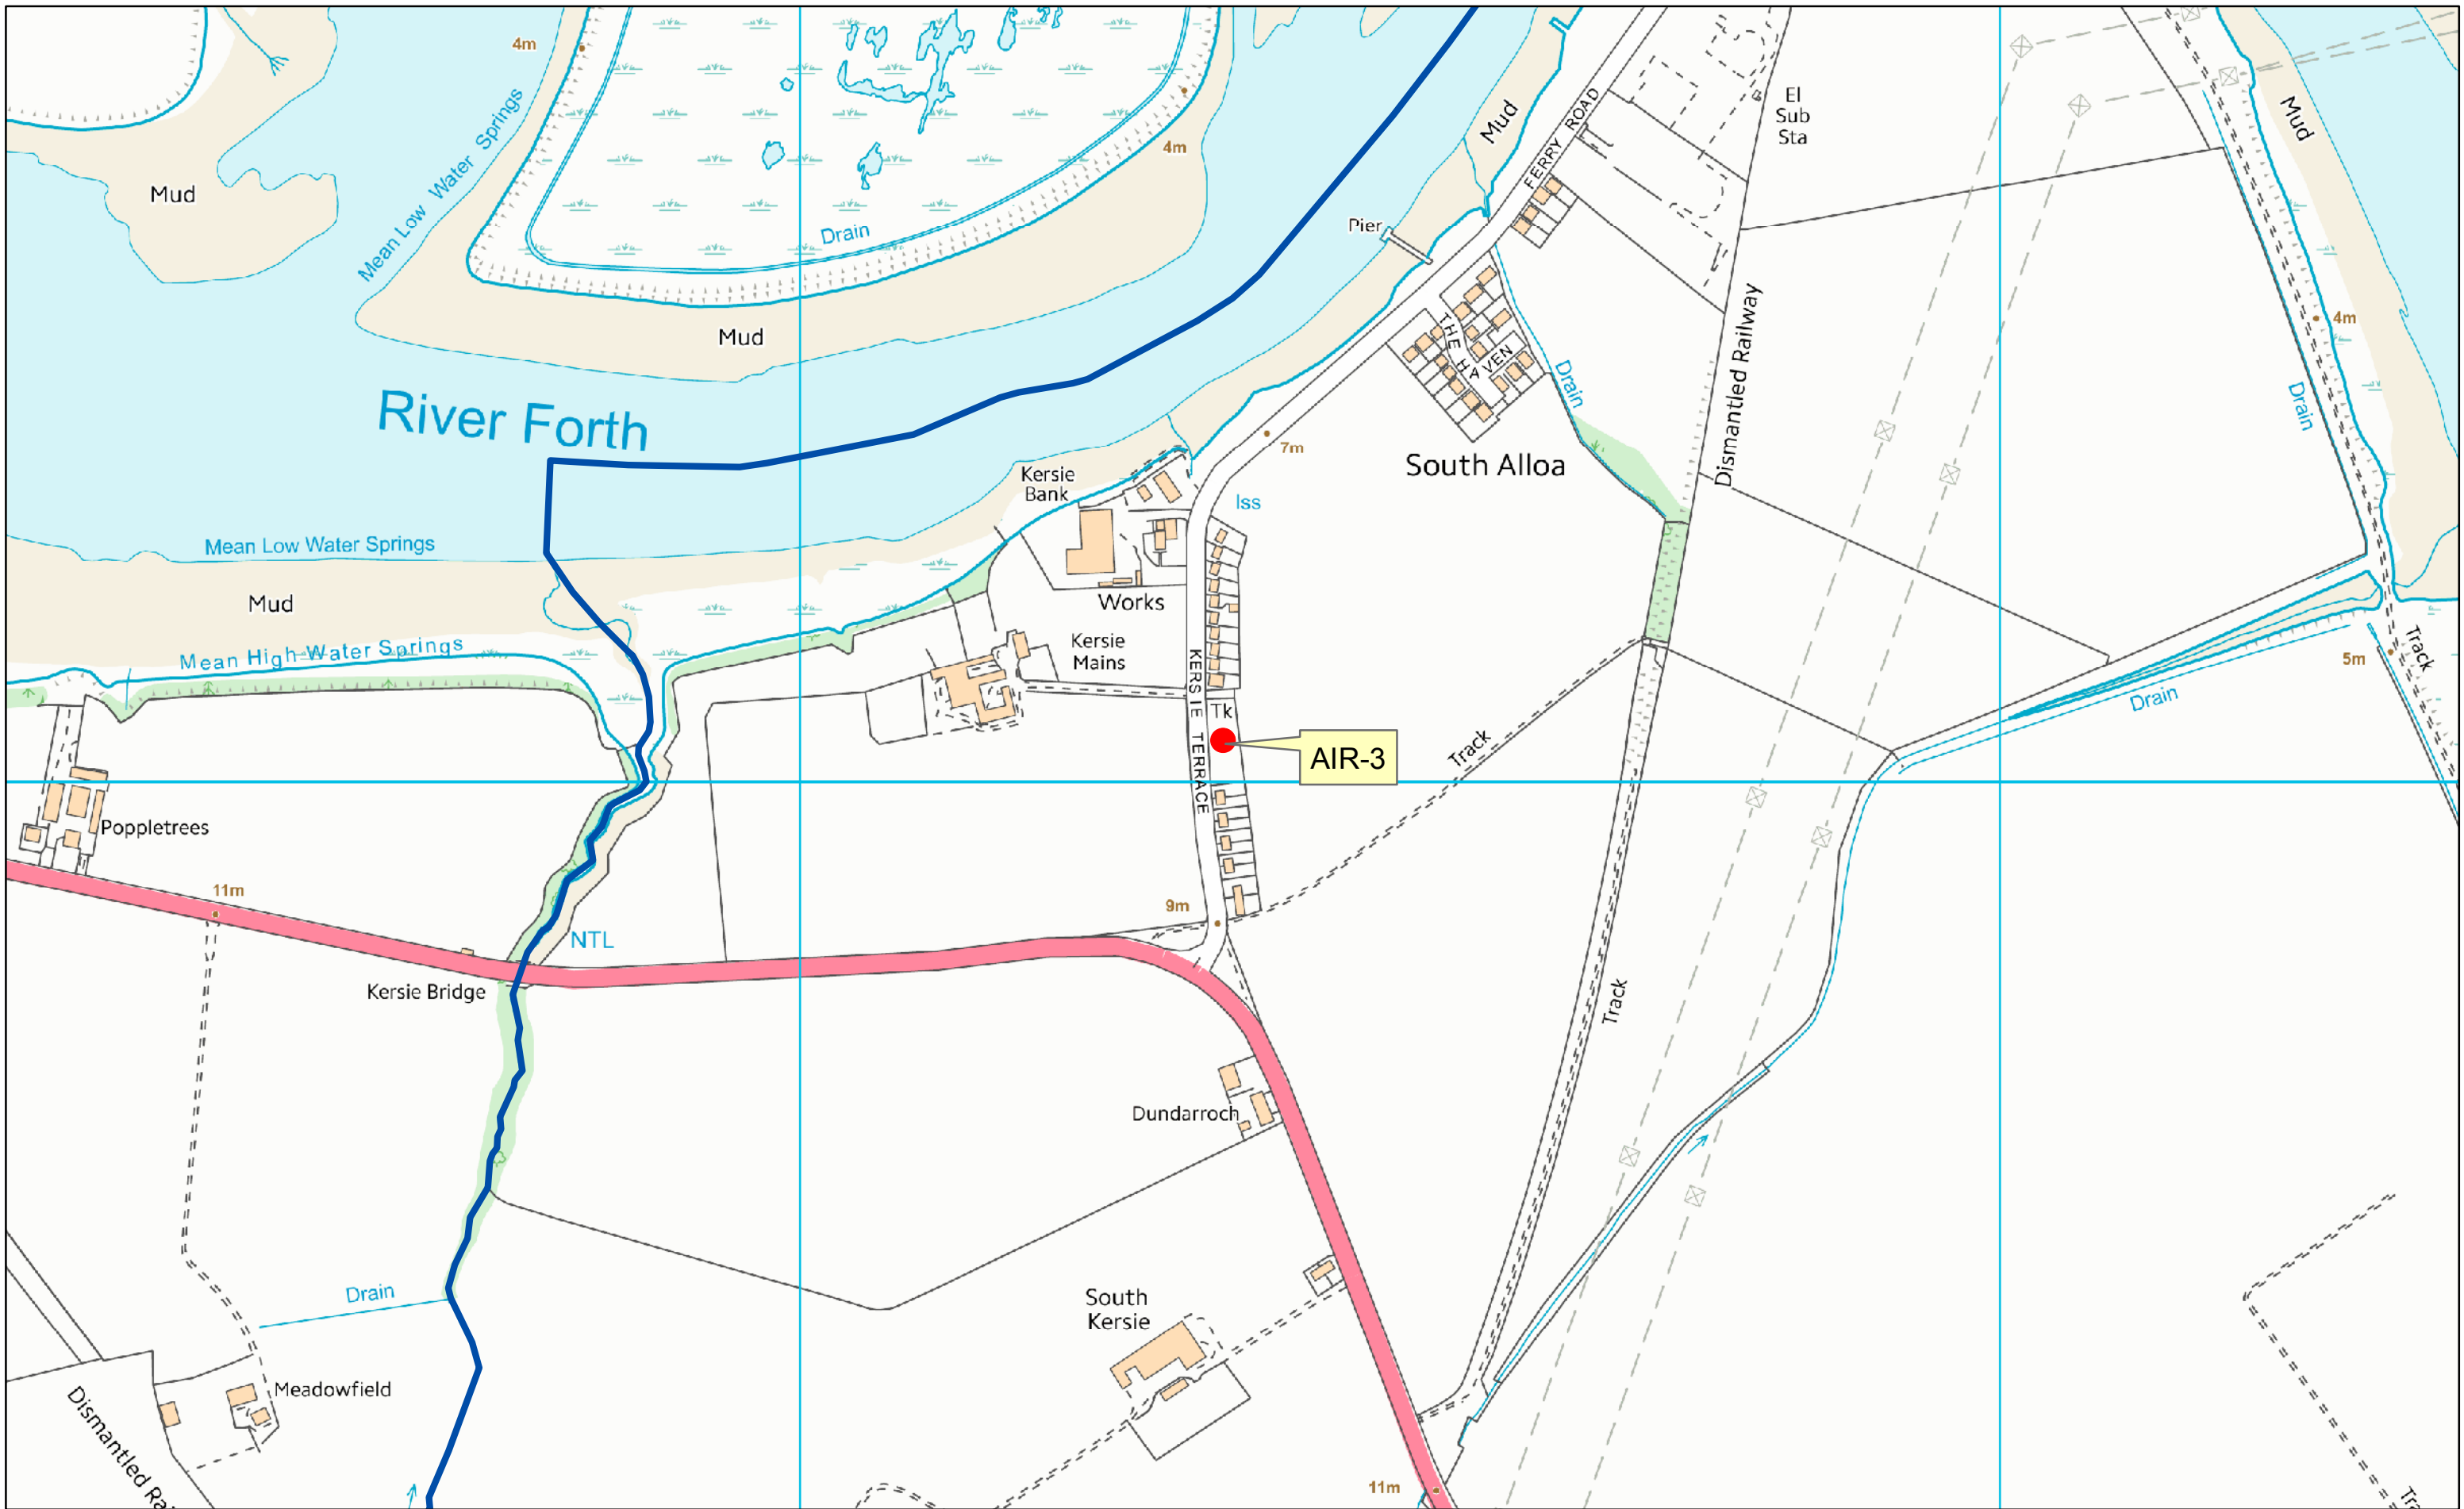 4m
El
Sub
Sta
Mud
Mud
FERRY ROAD
4m
Mean Low Water Springs
Mud
Pier
Drain
4m
Mud
THE HAVEN
Dismantled Railway
Drain
Drain
River Forth
7m
South Alloa
Kersie
Bank
Iss
Mean Low Water Springs
Mud
Works
Kersie
Mains
Mean High Water Springs
KERSIE TERRACE
Track
5m
Drain
Tk
AIR-3
Track
Poppletrees
11m
9m
NTL
Kersie Bridge
Track
Dundarroch
Drain
South
Kersie
Meadowfield
Dismantled Ra
11m